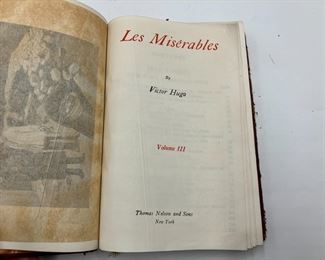 Les Misérables
By
Victor Hugo
Volume III
Thomas Nelson and Sons
New York